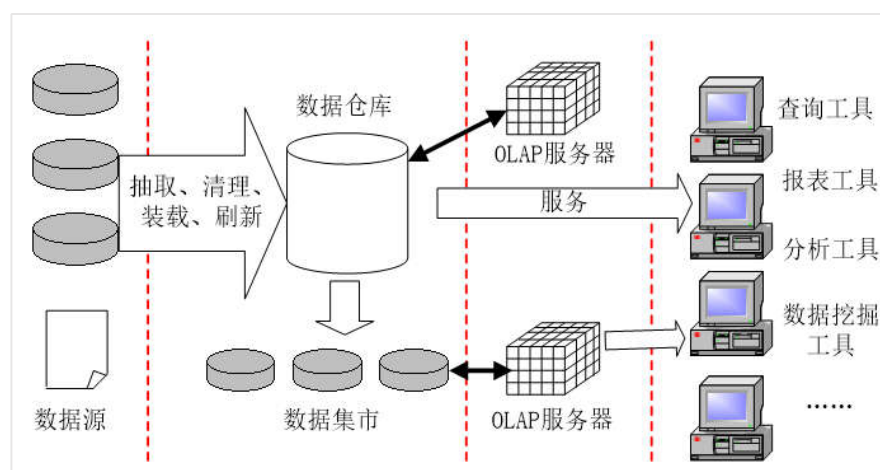 数据仓库
查询工具
OLAP服务器
抽取、清理、
装载、刷新
服务
报表工具
分析工具
数据挖掘
工具
数据源
数据集市
OLAP服务器
……